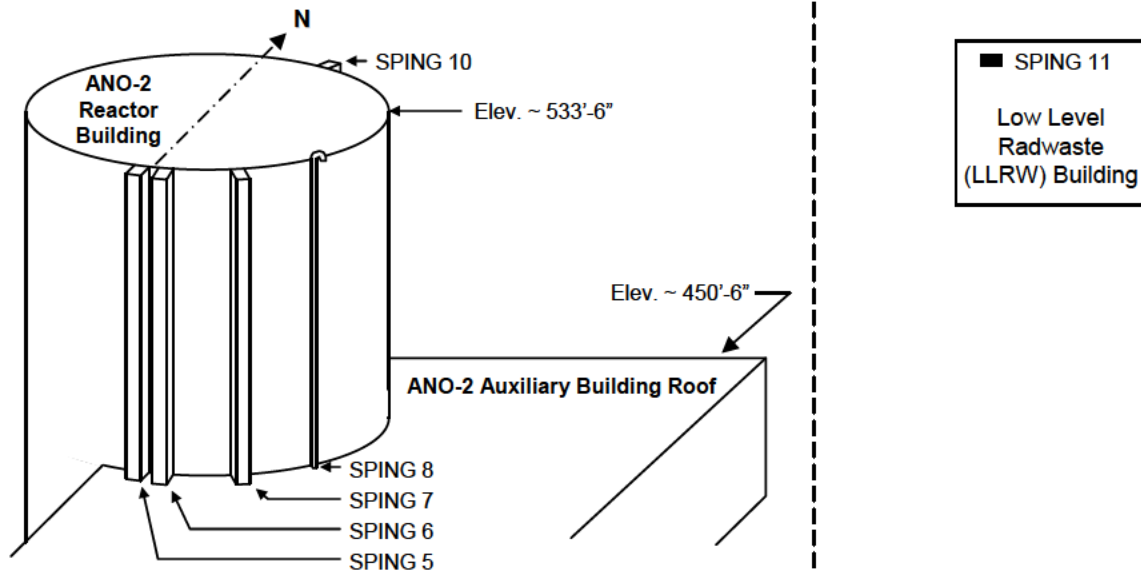 N
SPING 10
ANO-2
Reactor
Building
Elev. ~ 533'-6"
SPING 11
Low Level
Radwaste
(LLRW) Building
Elev. ~ 450'-6"
ANO-2 Auxiliary Building Roof
SPING 8
SPING 7
SPING 6
SPING 5